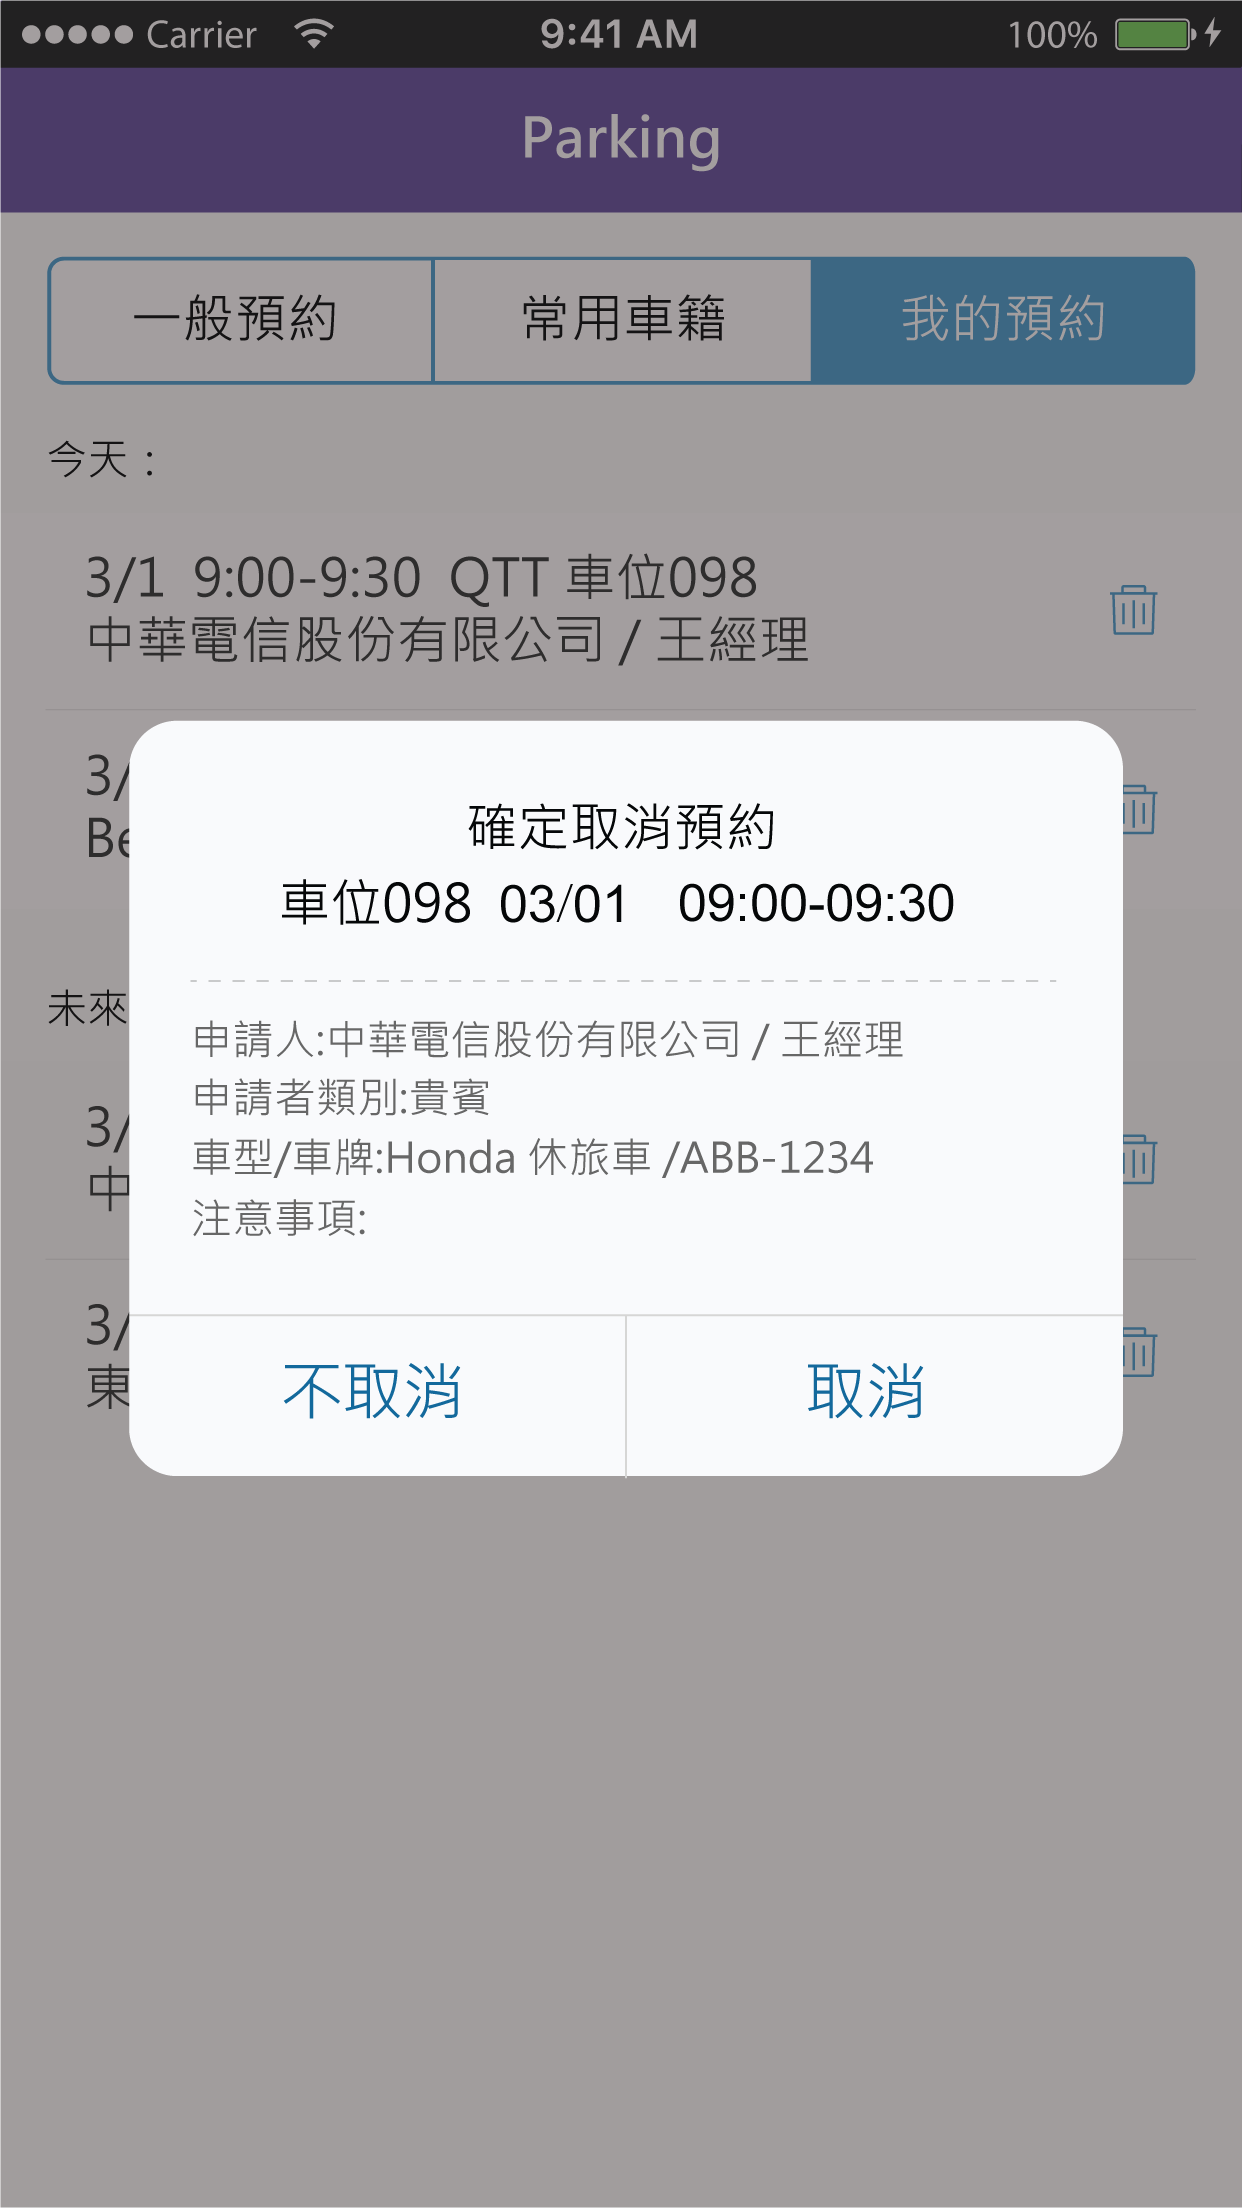 Carrier 9:41 AM 100%
Parking
一般預約 常用車籍 我的預約
今天：
3/1 9:00-9:30 QTT 車位098
中華電信股份有限公司 / 王經理
3/
Be
確定取消預約
車位098 03/01 09:00-09:30
未來
申請人:中華電信股份有限公司 / 王經理
申請者類別:貴賓
3/
車型/車牌:Honda 休旅車 /ABB-1234
中
注意事項:
3/
東
不取消 取消